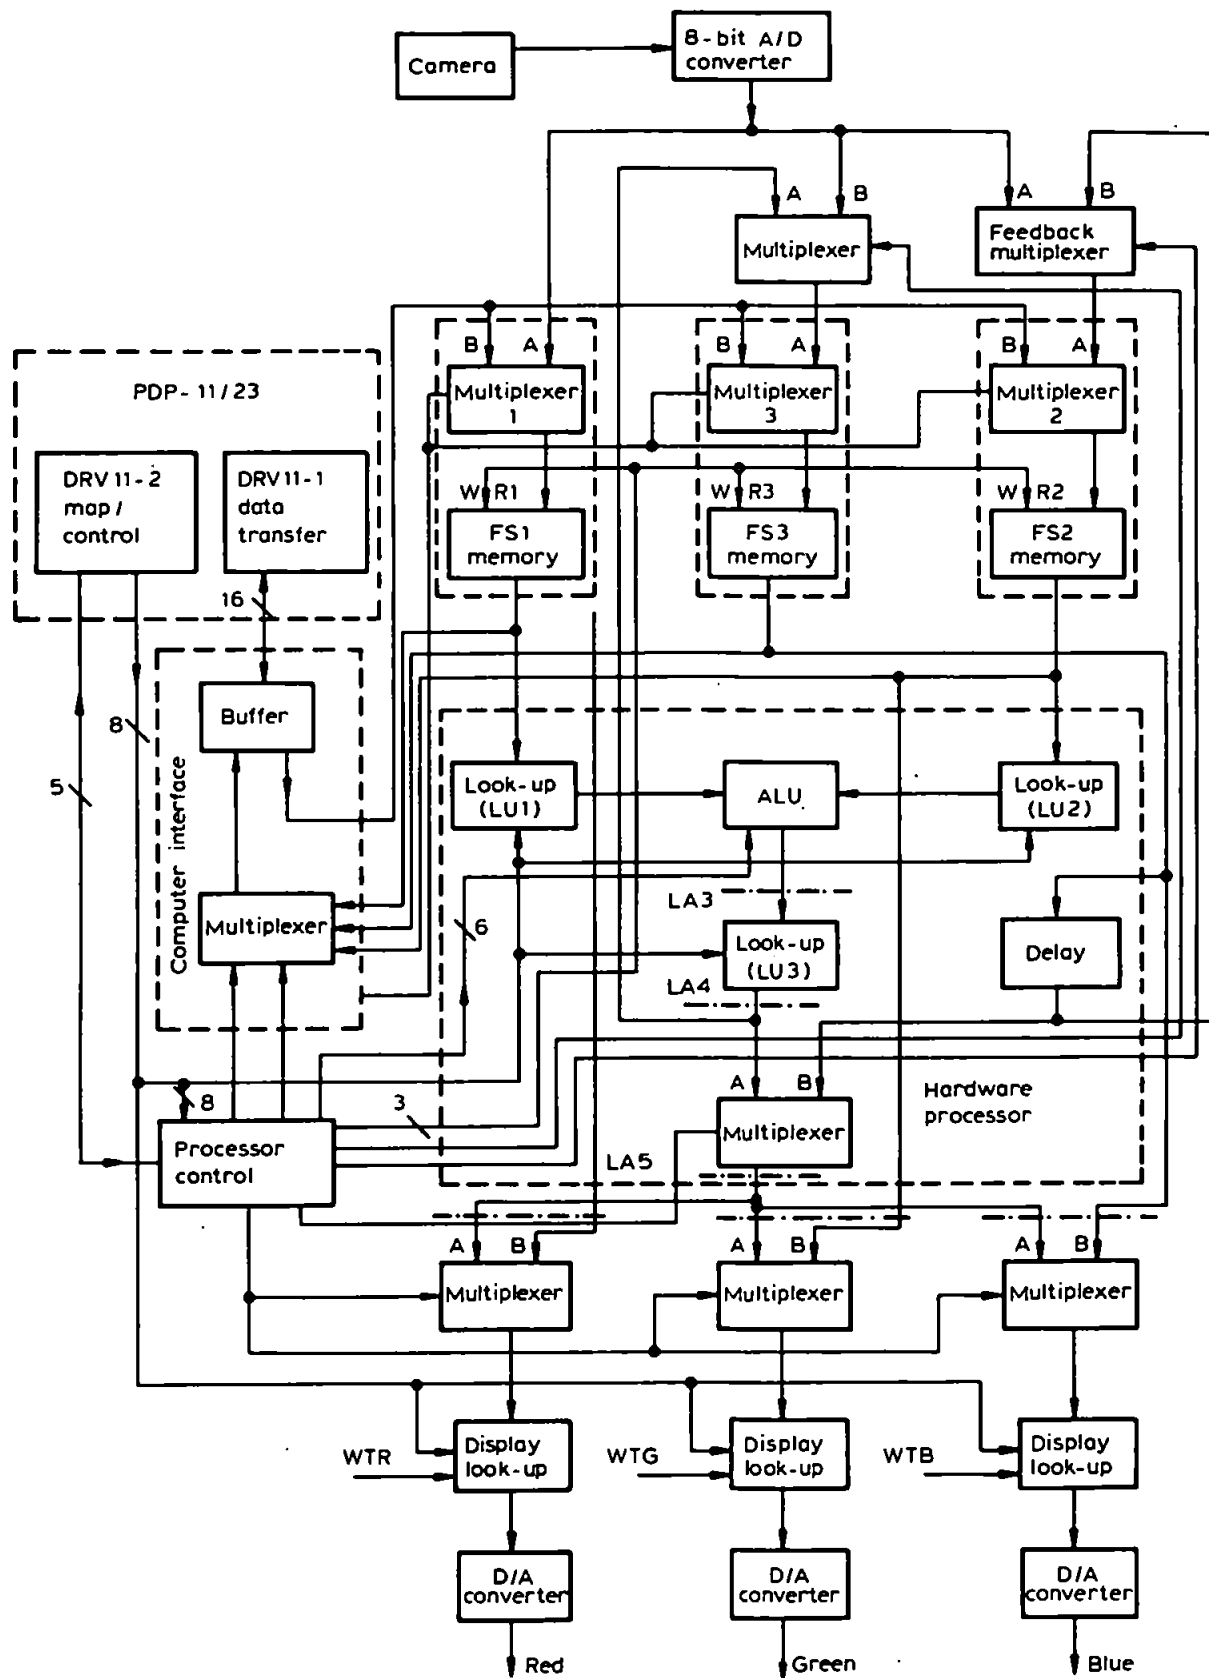 8-bit A/D
converter
Camera
A
B
A
B
Multiplexer
Feedback
multiplexer
B
A
B
A
B
A
PDP-11/23
Multiplexer
1
Multiplexer
3
Multiplexer
2
DRV11-2
map/
control
DRV11-1
data
transfer
W
R1
W
R3
W
R2
FS1
memory
FS3
memory
FS2
memory
16
8
5
Computer interface
Buffer
Look-up
(LU1)
ALU
Look-up
(LU2)
LA3
6
Multiplexer
Look-up
(LU3)
Delay
LA4
A
B
Hardware
processor
8
3
Multiplexer
Processor
control
LA5
A
B
A
B
A
B
Multiplexer
Multiplexer
Multiplexer
WTR
Display
look-up
WTG
Display
look-up
WTB
Display
look-up
D/A
converter
D/A
converter
D/A
converter
Red
Green
Blue